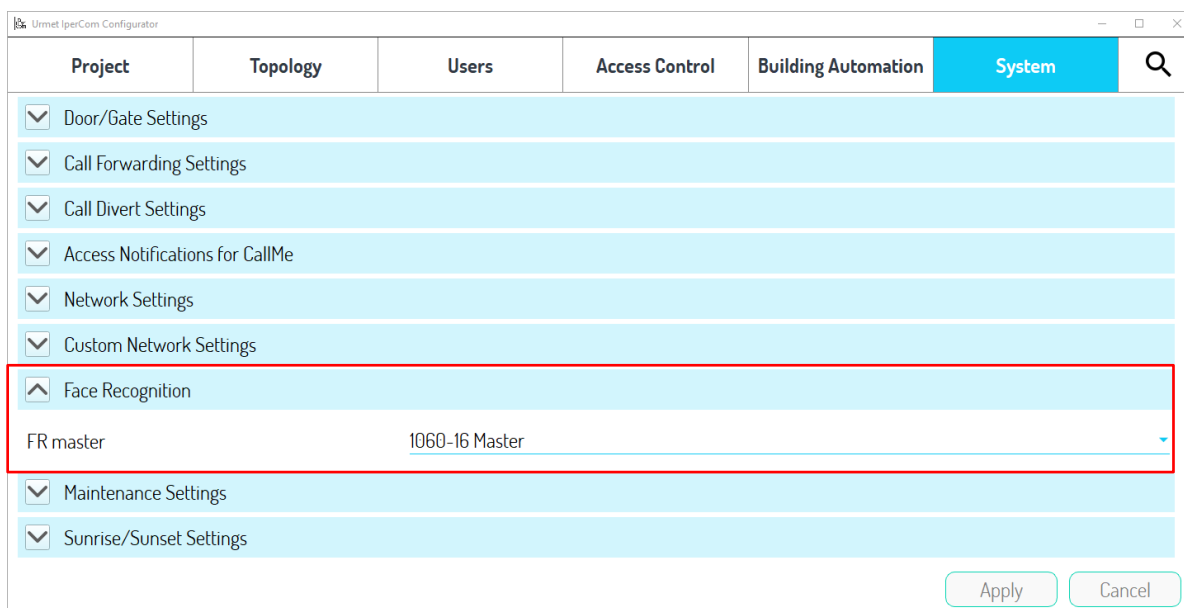 Urmet IperCom Configurator
Project Topology Users Access Control Building Automation System
Door/Gate Settings
Call Forwarding Settings
Call Divert Settings
Access Notifications for CallMe
Network Settings
Custom Network Settings
Face Recognition
FR master 1060-16 Master
Maintenance Settings
Sunrise/Sunset Settings
Apply Cancel